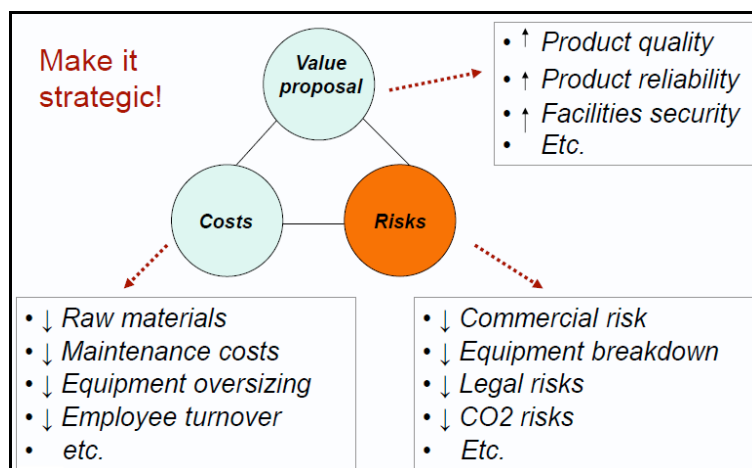 Make it
strategic!
Value
proposal
• ↑ Product quality
• ↑ Product reliability
• ↑ Facilities security
• Etc.
Costs
Risks
• ↓ Raw materials
• ↓ Maintenance costs
• ↓ Equipment oversizing
• ↓ Employee turnover
• etc.
• ↓ Commercial risk
• ↓ Equipment breakdown
• ↓ Legal risks
• ↓ CO2 risks
• Etc.